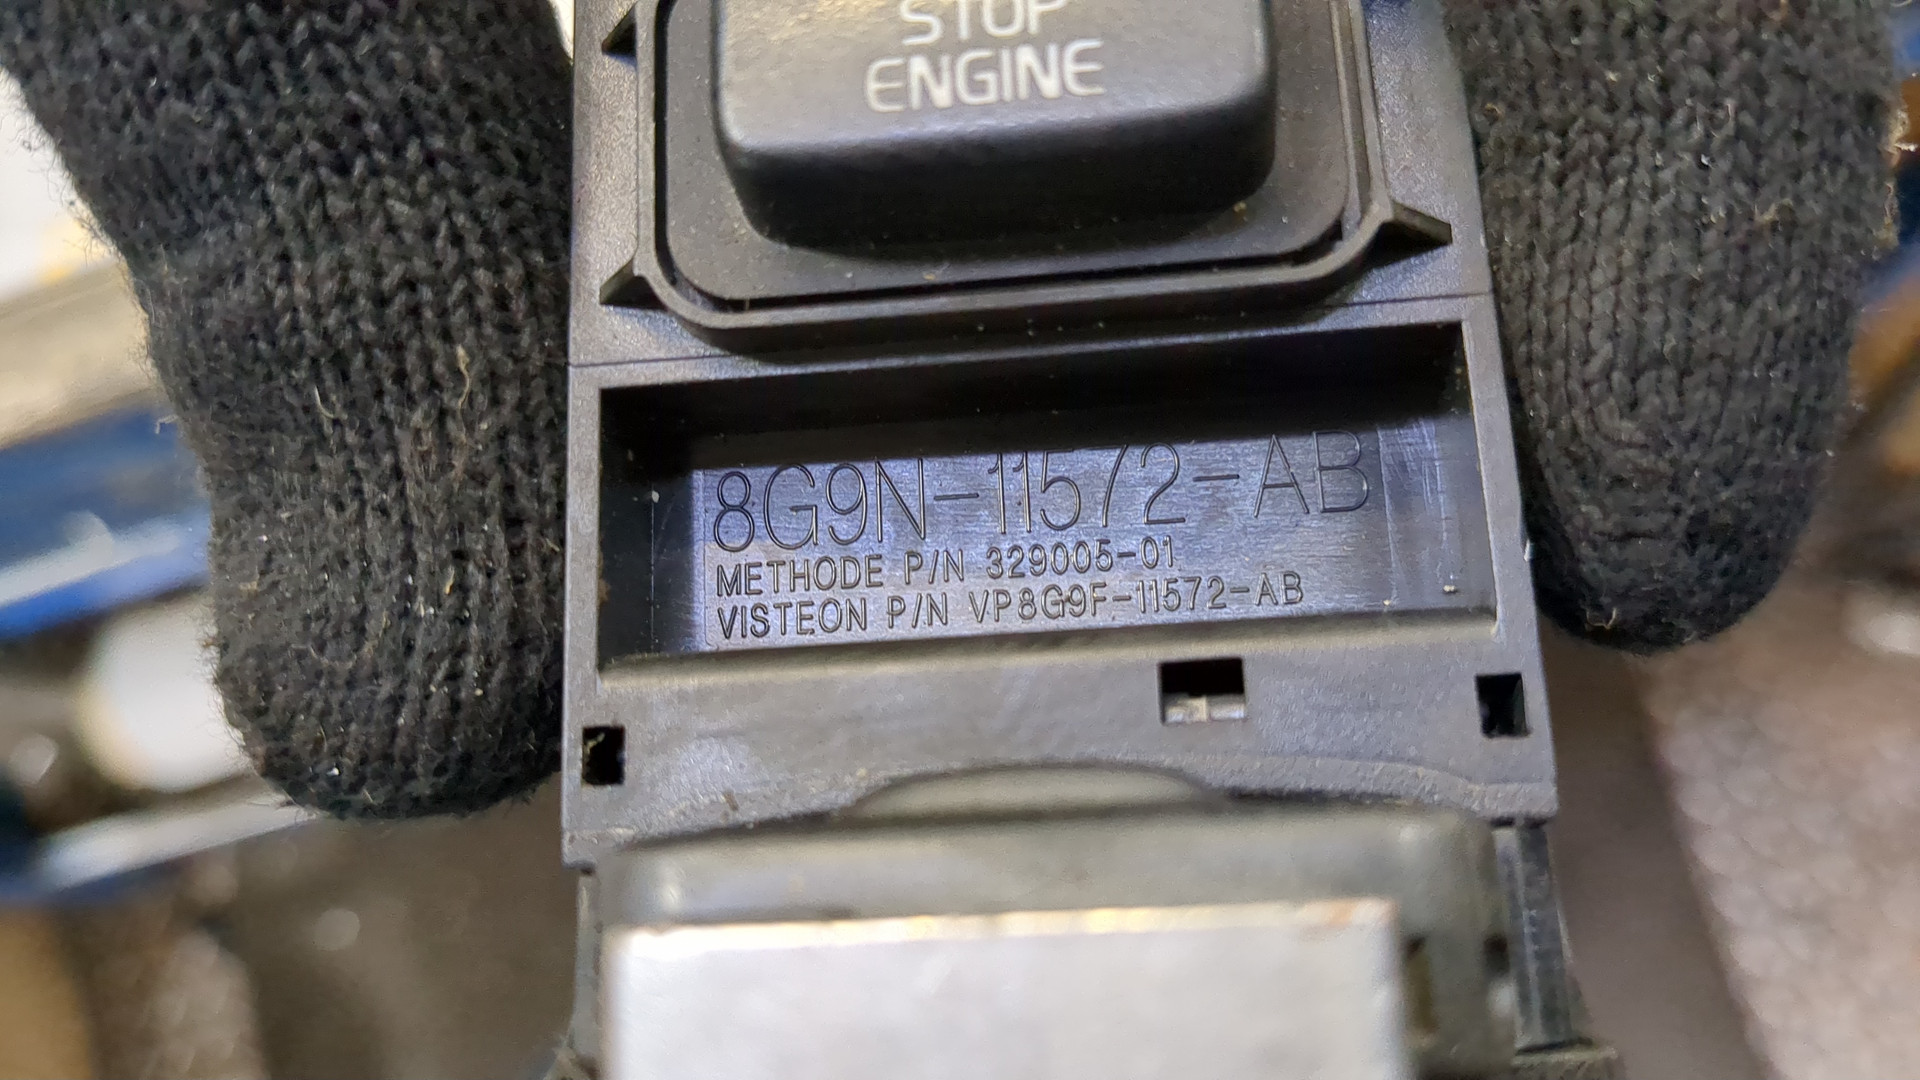 STOP
ENGINE
8G9N-11572-AB
METHODE P/N 329005-01
VISTEON P/N VP8G9F-11572-AB